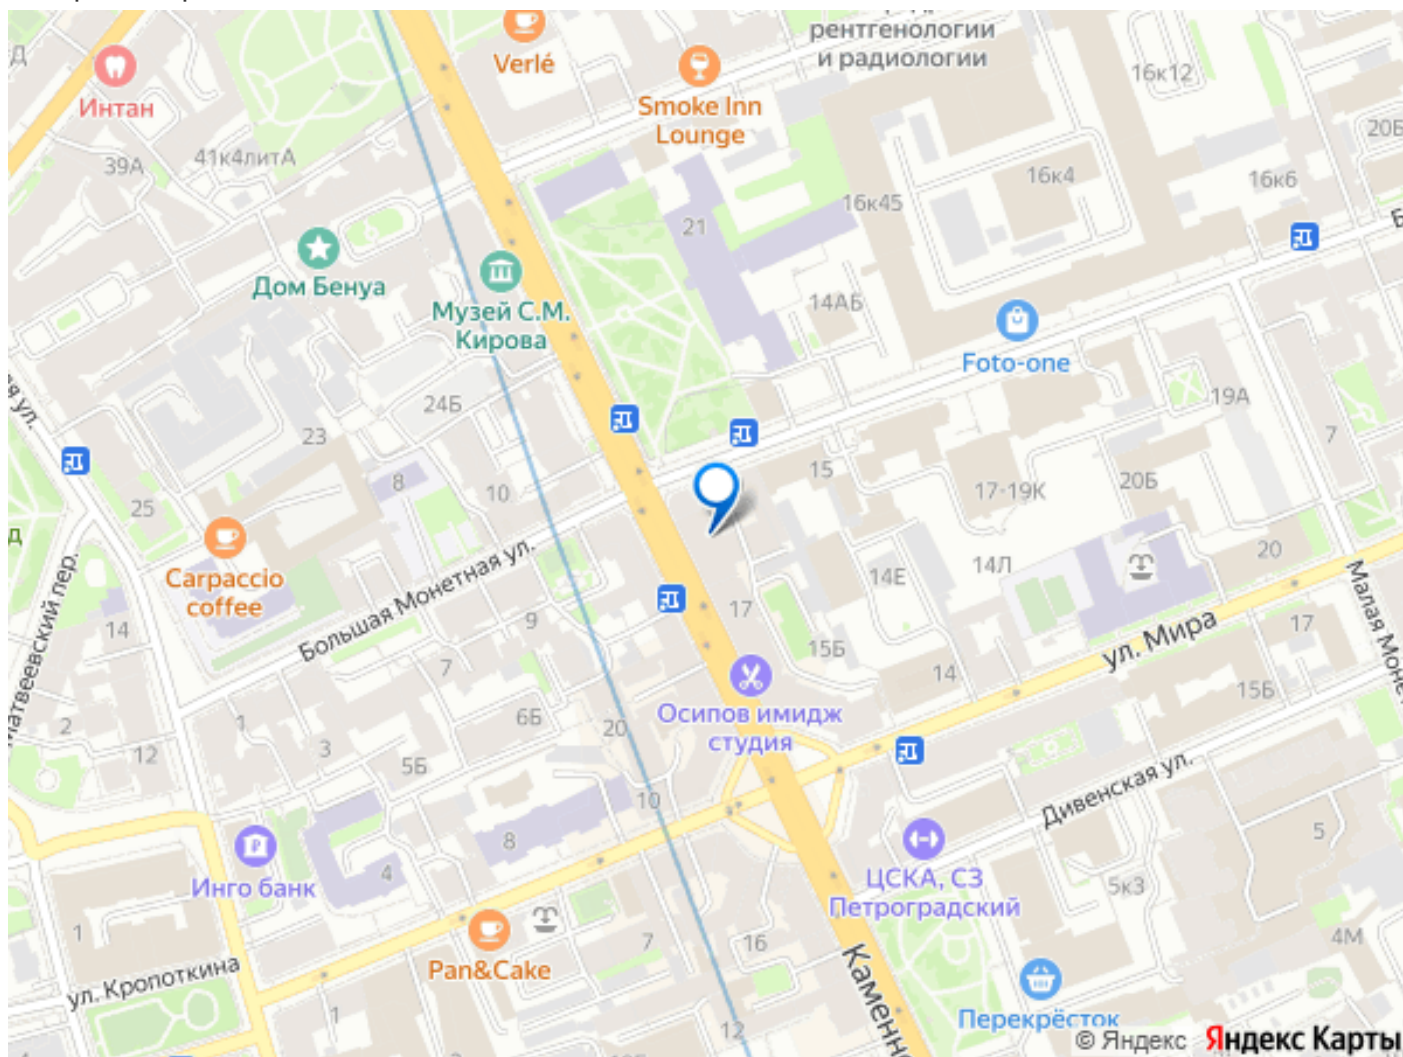 рентгенологии
и радиологии
Verlé
Интан
Smoke Inn
Lounge
16к12
20Б
39А
41к4литА
16к4
16к6
16к45
21
Дом Бенуа
Музей С.М.
Кирова
14АБ
Foto-one
24Б
19А
23
7
8
10
15
17-19К
20Б
25
Carpaccio
coffee
Большая Монетная ул.
9
14Е
14Л
20
14
17
15Б
ул. Мира
17
Малая Моне
7
14
15Б
2
12
1
3
5Б
6Б
20
Осипов имидж
студия
10
8
Дивенская ул.
5
Инго банк
4
ЦСКА, СЗ
Петроградский
5к3
1
Pan&Cake
7
16
4М
ул. Кропоткина
1
12
Каменн
Перекрёсток
© Яндекс Яндекс Карты